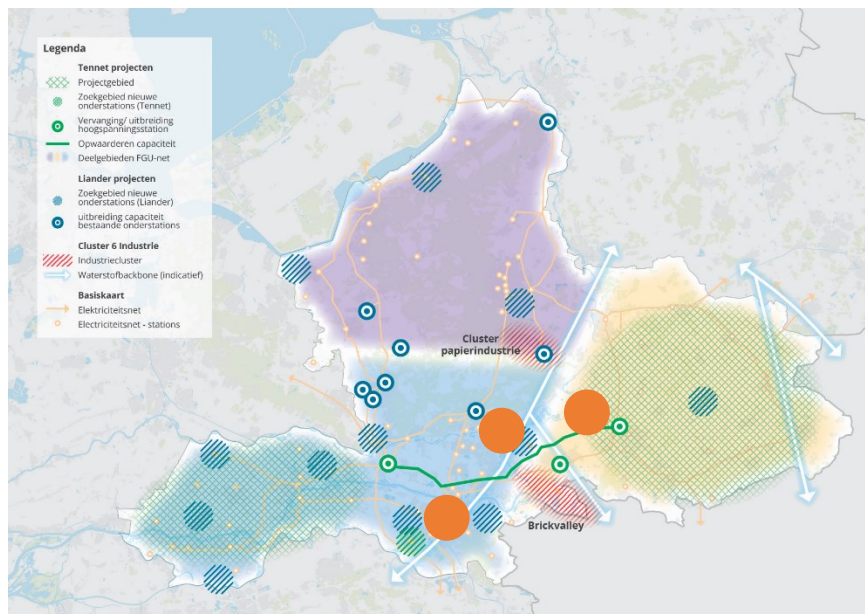 Legenda
Tennet projecten
Projectgebied
Zoekgebied nieuwe
onderstations (Tennet)
Vervanging/ uitbreiding
hoogspanningsstation
Opwaarderen capaciteit
Deelgebieden FGU-net
Liander projecten
Zoekgebied nieuwe
onderstations (Liander)
uitbreiding capaciteit
bestaande onderstations
Cluster 6 Industrie
Industriecluster
Waterstofbackbone (indicatief)
Basiskaart
Elektriciteitsnet
Electriciteitsnet - stations
Cluster
papierindustrie
Brickvalley